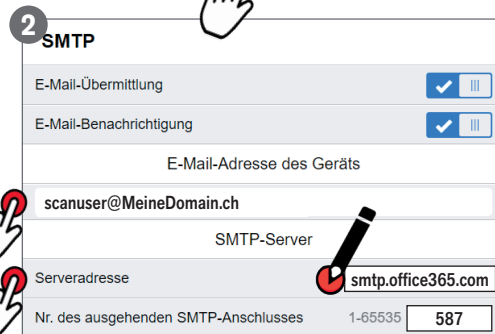 2
SMTP
E-Mail-Übermittlung
E-Mail-Benachrichtigung
E-Mail-Adresse des Geräts
scanuser@MeineDomain.ch
SMTP-Server
Serveradresse smtp.office365.com
Nr. des ausgehenden SMTP-Anschlusses 1-65535 587